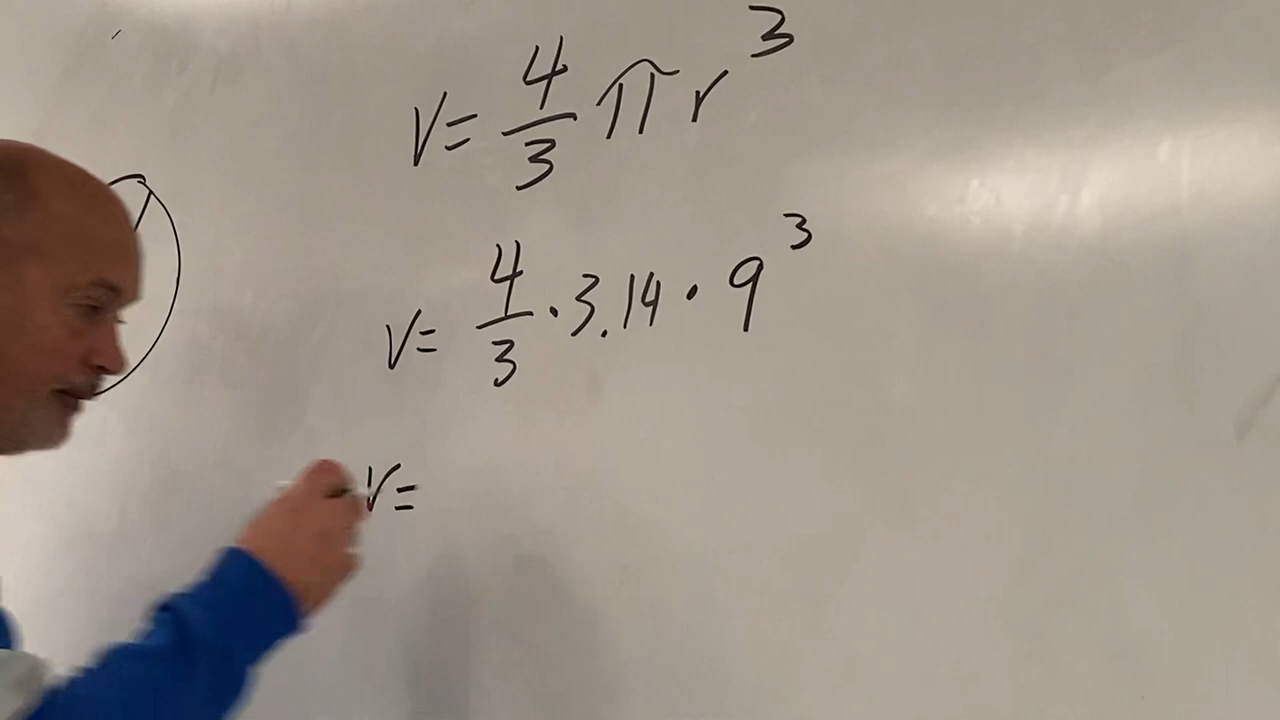 V = 4/3 π r³
V = 4/3 · 3.14 · 9³
V =